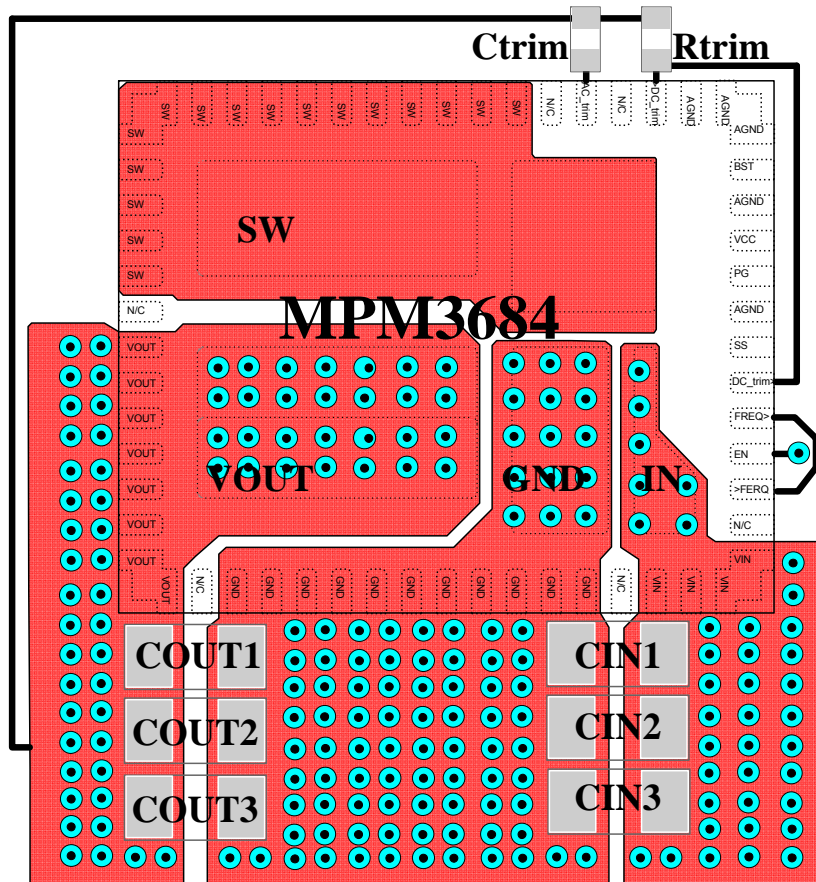 Ctrim Rtrim
SW SW SW SW SW SW SW SW SW SW SW N/C AC_trim N/C >DC_trim AGND AGND
SW AGND
SW BST
SW AGND
SW
SW VCC
SW PG
N/C AGND
MPM3684
VOUT SS
VOUT DC_trim>
VOUT FREQ>
VOUT EN
VOUT GND IN
VOUT >FERQ
VOUT N/C
VOUT VIN
VOUT N/C GND GND GND GND GND GND GND GND GND GND GND N/C VIN VIN VIN
COUT1 CIN1
COUT2 CIN2
COUT3 CIN3